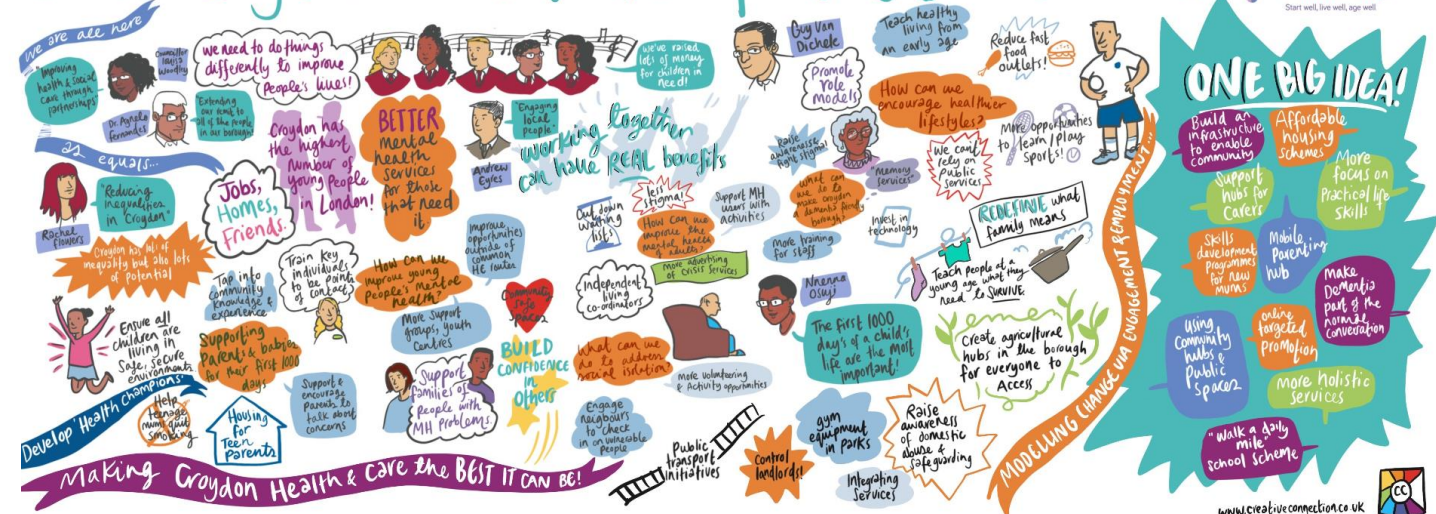 Start well, live well, age well
we are all here
"Improving
health & social
care through
partnerships"
Councillor
Louisa
Woodley
Dr. Agnelo
Fernandes
"Extending
our remit to
all of the people
in our borough!
we need to do things
differently to improve
People's lives!
we've raised
lots of money
for children in
need!
Guy Van
Dichele
Teach healthy
living from
an early age
Reduce fast
food
outlets!
Promote
role
models
How can we
encourage healthier
lifestyles?
More opportunities
to learn/play
Sports!
as equals...
Rachel
Flowers
"Reducing
Inequalities
in Croydon"
Croydon has lots of
inequality but also lots
of potential
Jobs,
Homes,
Friends.
Croydon has
the highest
Number of
young People
in London!
BETTER
mental
health
services
for those
that need
it
Andrew
Eyres
"Engaging
local
people"
working together
can have REAL benefits
Raise
awareness &
fight stigma!
"Memory
services"
We can't
rely on
Public
services
Cut down
waiting
lists
less
stigma!
How can we
improve the
mental health
of adults?
Support MH
users with
activities
What can
we do to
make Croydon
a dementia friendly
borough?
More training
for staff
Invest in
technology
REDEFINE what
family means
Teach people at a
young age what they
need to SURVIVE
improve
opportunities
outside of
common
HE routes
Tap into
community
knowledge &
experience
Train key
individuals
to be points
of contact
How can we
improve young
People's mental
health?
More Support
groups, youth
Centres
Community
safe
spaces
Independent
living
co-ordinators
More advertising
of crisis services
Nnenna
Osuji
The first 1000
day's of a child's
life are the most
important!
Create agricultural
hubs in the borough
for everyone to
Access
Ensure all
children are
living in
Safe, secure
environments
Supporting
Parents & babies
for their first 1000
days
Support &
encourage
Parents to
talk about
concerns
Support
families of
People with
MH Problems.
BUILD
CONFIDENCE
IN
Others
What can we
do to address
social isolation?
More volunteering
& Activity opportunities
Engage
neighbours
to check
in on vulnerable
People
Develop 'Health Champions'
Help
teenage
mums quit
smoking
Housing
for
Teen
Parents
Making Croydon Health & Care the BEST IT CAN BE!
Public
transport
initiatives
Control
landlords!
gym
equipment
in parks
Integrating
Services
Raise
awareness
of domestic
abuse &
safeguarding
MODELLING CHANGE VIA ENGAGEMENT & EMPLOYMENT...
ONE BIG IDEA!
Build an
infrastructure
to enable
community
Affordable
housing
schemes
Support
hubs for
Carers
More
focus on
Practical life
skills
Skills
development
Programmes
for new
mums
Mobile
Parenting
hub
Make
Dementia
part of the
normal
conversation
Using
Community
hubs &
Public
spaces
online
targeted
promotion
more holistic
services
"Walk a daily
mile"
school scheme
www.creativeconnection.co.uk
CC